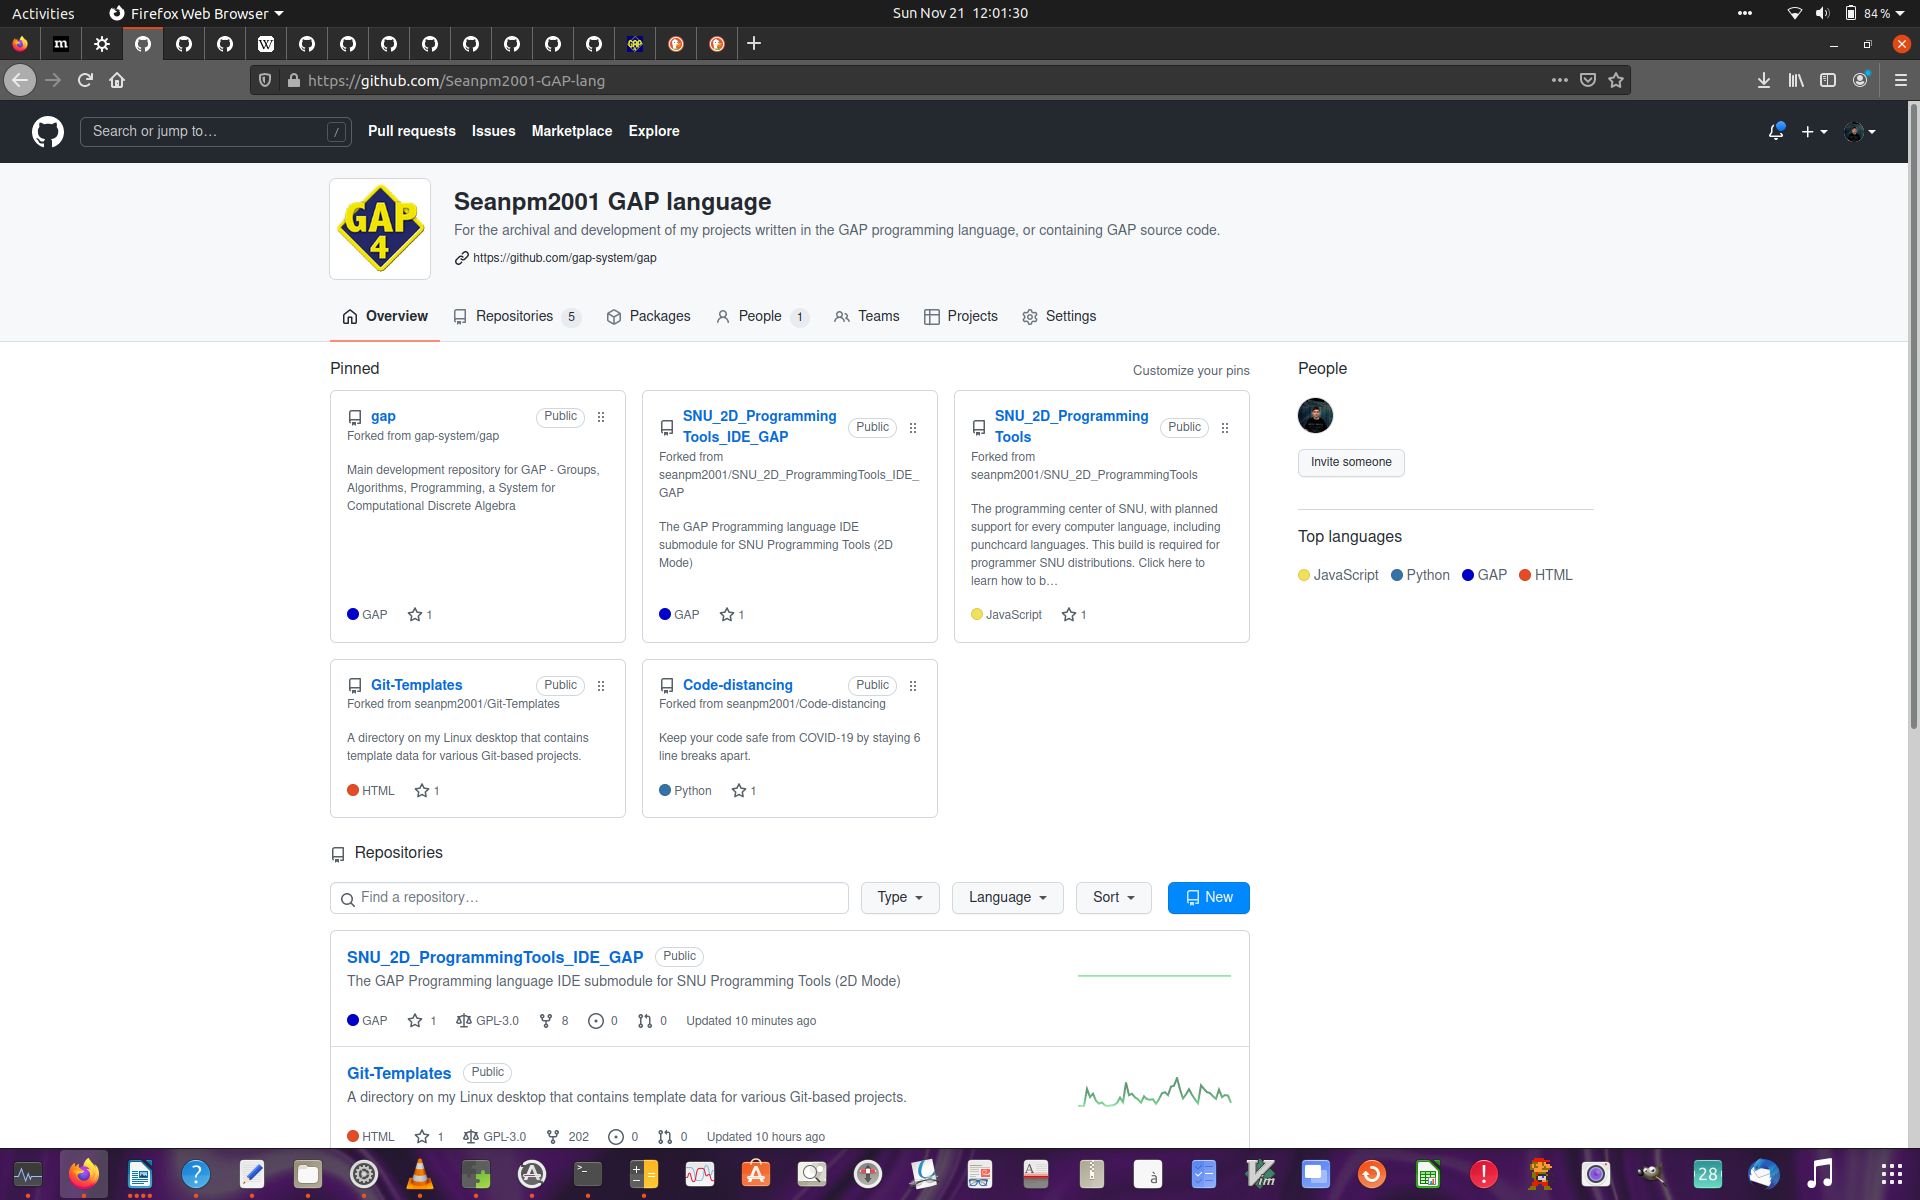 Activities
Firefox Web Browser
Sun Nov 21 12:01:30
84 %
m
W
GAP
https://github.com/Seanpm2001-GAP-lang
Search or jump to…
/
Pull requests
Issues
Marketplace
Explore
GAP
4
Seanpm2001 GAP language
For the archival and development of my projects written in the GAP programming language, or containing GAP source code.
https://github.com/gap-system/gap
Overview
Repositories 5
Packages
People 1
Teams
Projects
Settings
Pinned
Customize your pins
gap
Public
Forked from gap-system/gap
Main development repository for GAP - Groups,
Algorithms, Programming, a System for
Computational Discrete Algebra
GAP
1
SNU_2D_Programming
Tools_IDE_GAP
Public
Forked from
seanpm2001/SNU_2D_ProgrammingTools_IDE_
GAP
The GAP Programming language IDE
submodule for SNU Programming Tools (2D
Mode)
GAP
1
SNU_2D_Programming
Tools
Public
Forked from
seanpm2001/SNU_2D_ProgrammingTools
The programming center of SNU, with planned
support for every computer language, including
punchcard languages. This build is required for
programmer SNU distributions. Click here to
learn how to b…
JavaScript
1
Git-Templates
Public
Forked from seanpm2001/Git-Templates
A directory on my Linux desktop that contains
template data for various Git-based projects.
HTML
1
Code-distancing
Public
Forked from seanpm2001/Code-distancing
Keep your code safe from COVID-19 by staying 6
line breaks apart.
Python
1
People
Invite someone
Top languages
JavaScript Python GAP HTML
Repositories
Find a repository…
Type
Language
Sort
New
SNU_2D_ProgrammingTools_IDE_GAP Public
The GAP Programming language IDE submodule for SNU Programming Tools (2D Mode)
GAP 1 GPL-3.0 8 0 0 Updated 10 minutes ago
Git-Templates Public
A directory on my Linux desktop that contains template data for various Git-based projects.
HTML 1 GPL-3.0 202 0 0 Updated 10 hours ago
?
A
à
Vim
28